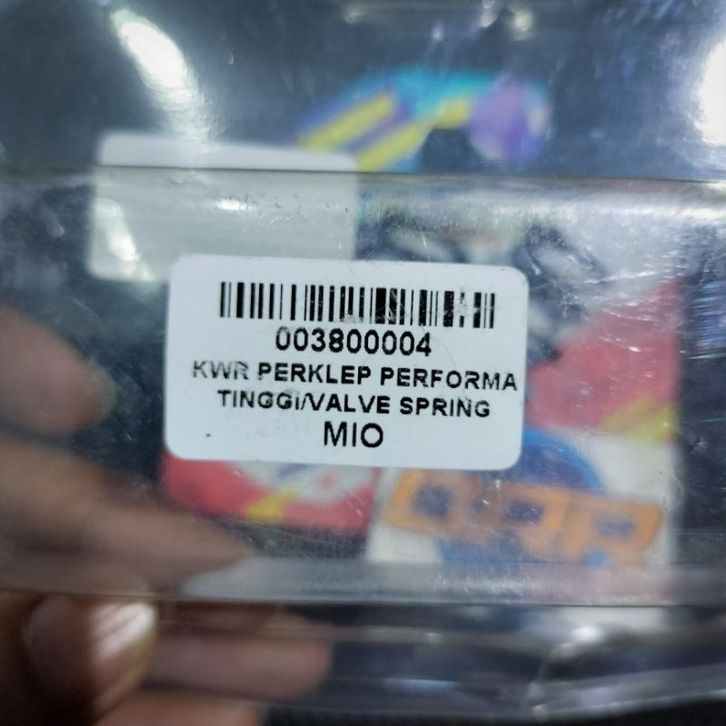 003800004
KWR PERKLEP PERFORMA
TINGGI/VALVE SPRING
MIO